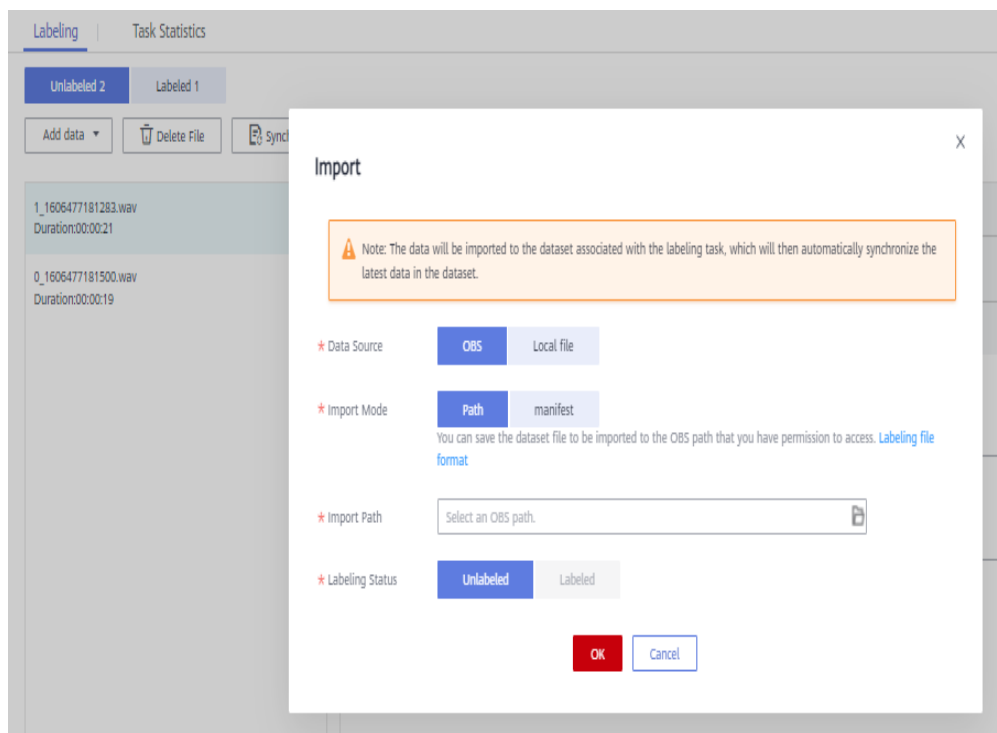 Labeling
Task Statistics
Unlabeled 2
Labeled 1
Add data
Delete File
1_1606477181283.wav
Duration:00:00:21
0_1606477181500.wav
Duration:00:00:19
X
Import
Note: The data will be imported to the dataset associated with the labeling task, which will then automatically synchronize the
latest data in the dataset.
* Data Source
OBS
Local file
* Import Mode
Path
manifest
You can save the dataset file to be imported to the OBS path that you have permission to access. Labeling file
format
* Import Path
Select an OBS path.
* Labeling Status
Unlabeled
Labeled
OK
Cancel